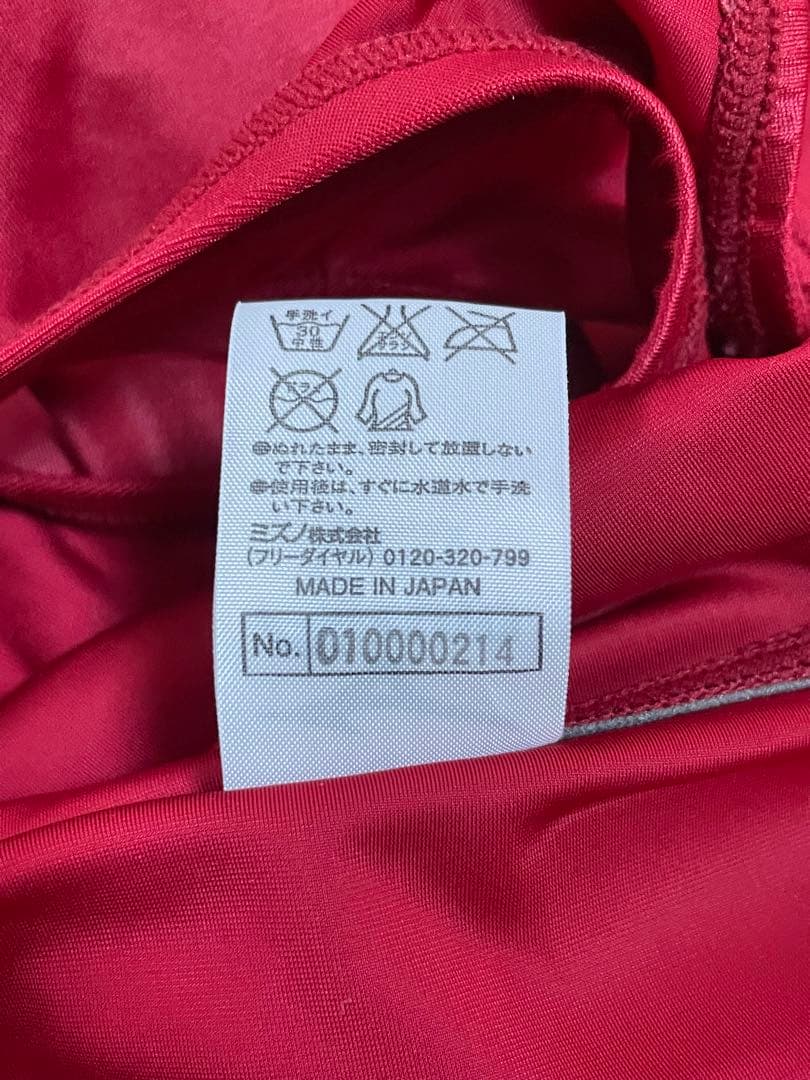 手洗イ
30
中性
エンソ
サラシ
ドライ
⊕ぬれたまま、密封して放置しない
で下さい。
⊕使用後は、すぐに水道水で手洗
い下さい。
ミズノ株式会社
(フリーダイヤル) 0120-320-799
MADE IN JAPAN
No. 010000214